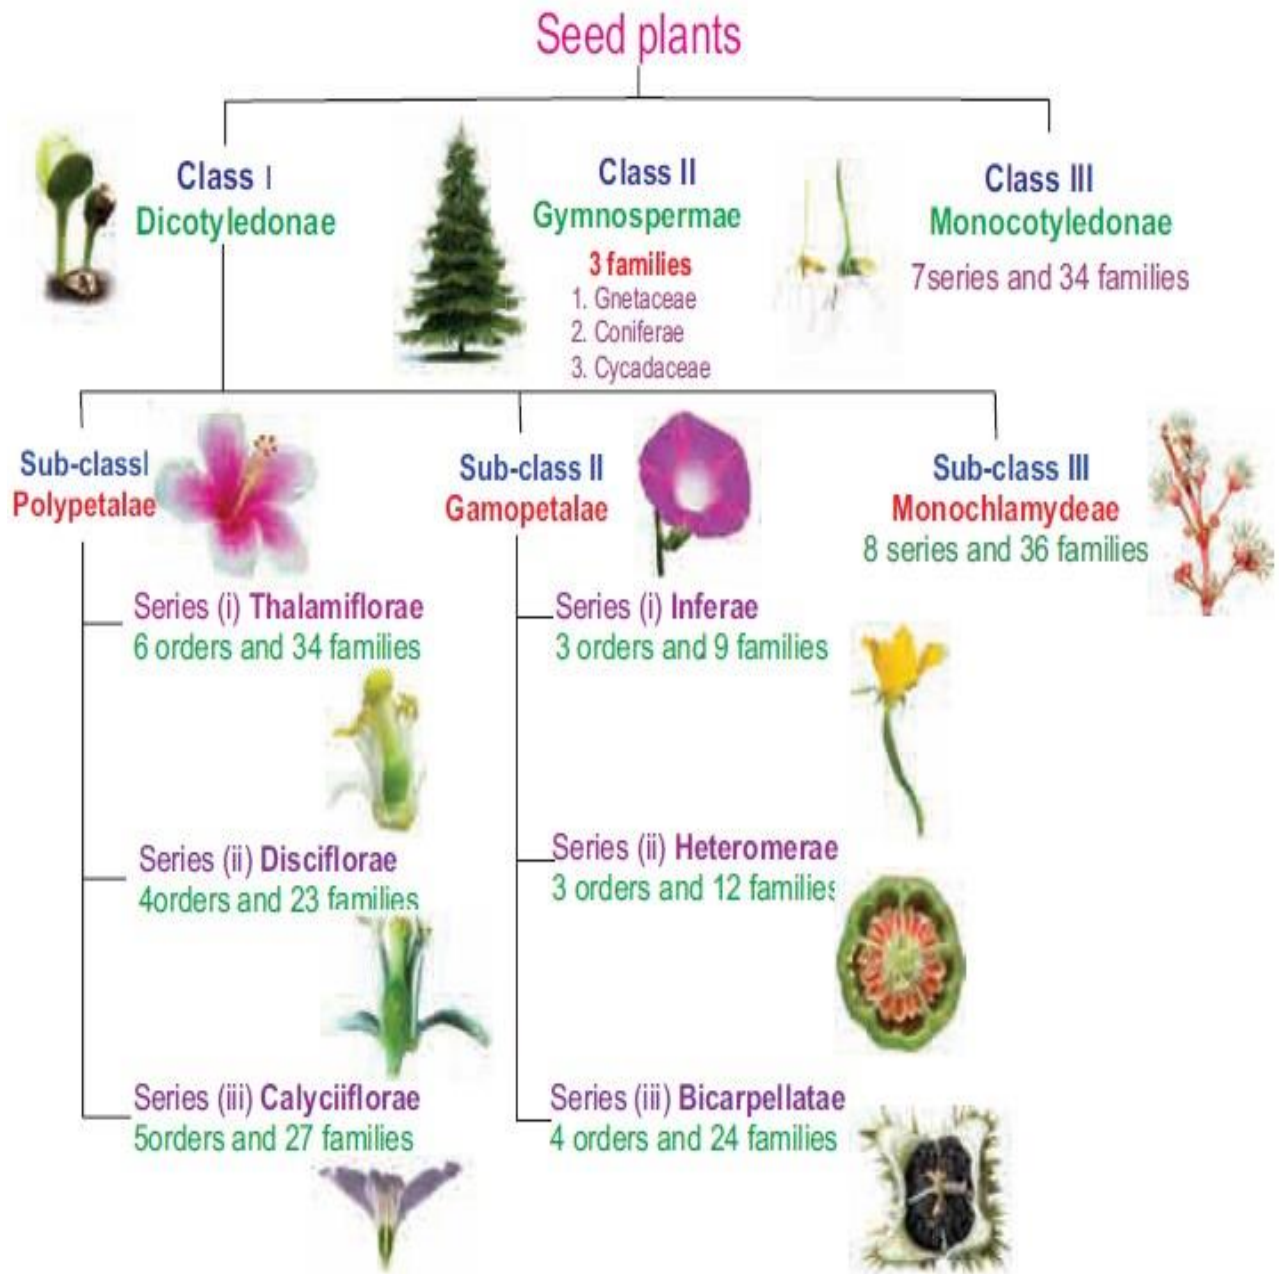 Seed plants
Class I
Dicotyledonae
Class II
Gymnospermae
3 families
1. Gnetaceae
2. Coniferae
3. Cycadaceae
Class III
Monocotyledonae
7series and 34 families
Sub-classI
Polypetalae
Sub-class II
Gamopetalae
Sub-class III
Monochlamydeae
8 series and 36 families
Series (i) Thalamiflorae
6 orders and 34 families
Series (ii) Disciflorae
4orders and 23 families
Series (iii) Calyciiflorae
5orders and 27 families
Series (i) Inferae
3 orders and 9 families
Series (ii) Heteromerae
3 orders and 12 families
Series (iii) Bicarpellatae
4 orders and 24 families